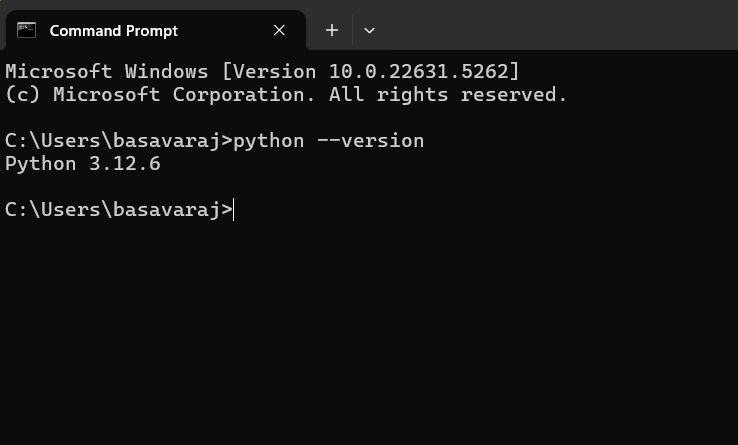 Command Prompt
Microsoft Windows [Version 10.0.22631.5262]
(c) Microsoft Corporation. All rights reserved.
C:\Users\basavaraj>python --version
Python 3.12.6
C:\Users\basavaraj>